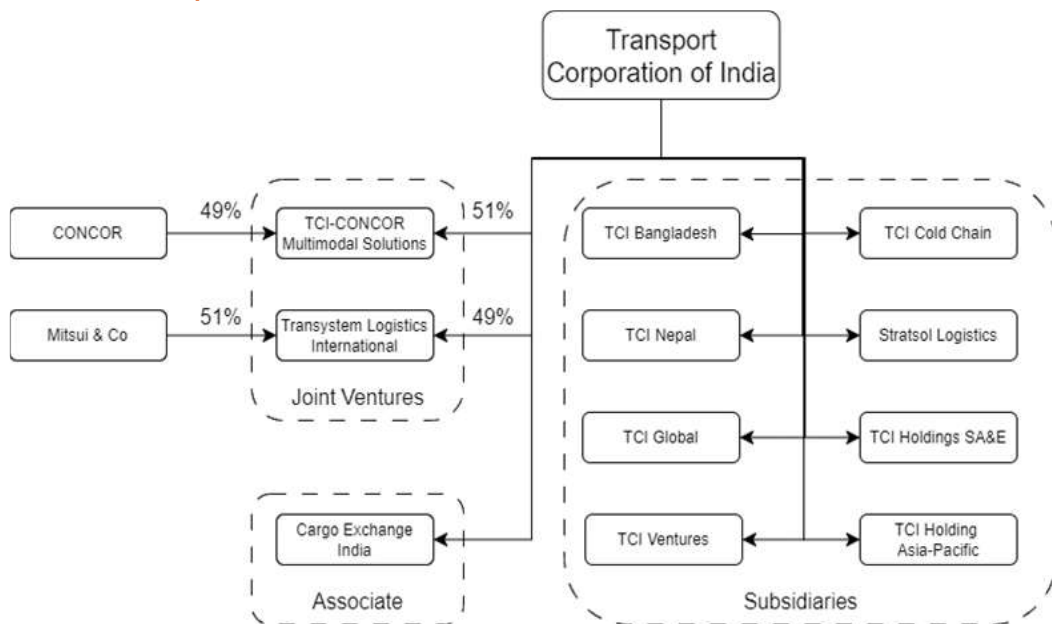 Transport
Corporation of India
49%
51%
CONCOR
TCI-CONCOR
Multimodal Solutions
TCI Bangladesh
TCI Cold Chain
51%
49%
Mitsui & Co
Transystem Logistics
International
TCI Nepal
Stratsol Logistics
Joint Ventures
TCI Global
TCI Holdings SA&E
Cargo Exchange
India
TCI Ventures
TCI Holding
Asia-Pacific
Associate
Subsidiaries